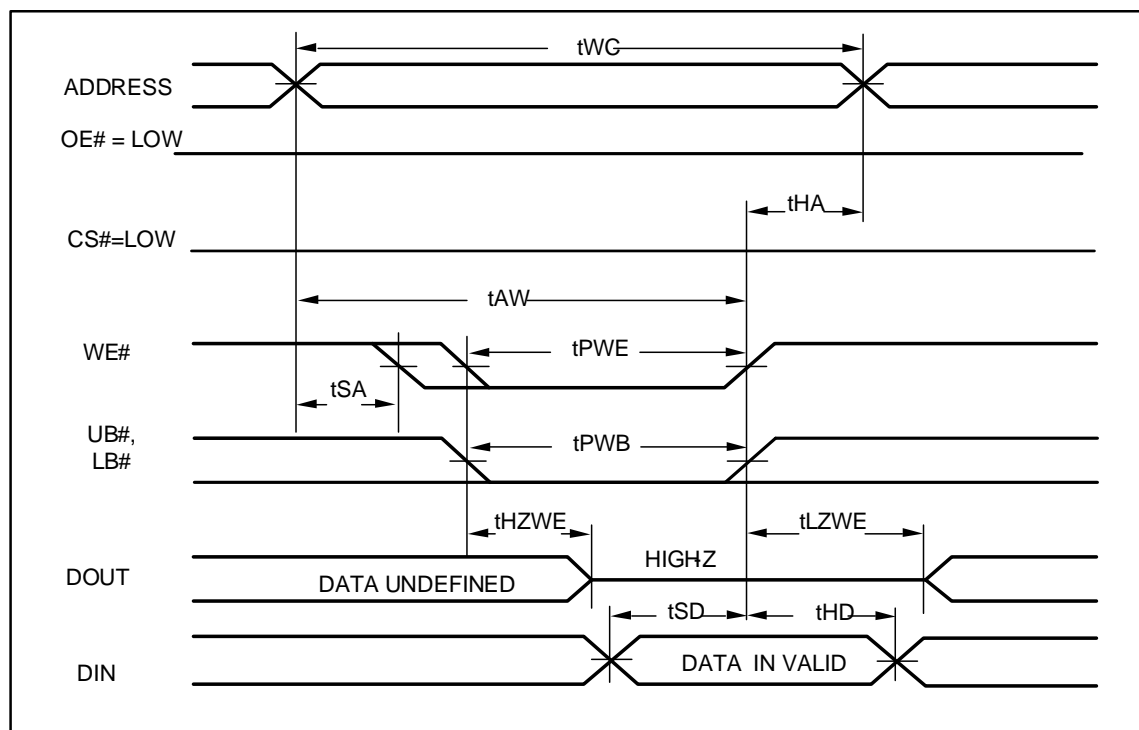 tWC
ADDRESS
OE# = LOW
tHA
CS#=LOW
tAW
WE#
tPWE
tSA
UB#,
LB#
tPWB
tHZWE
tLZWE
DOUT
DATA UNDEFINED
HIGH-Z
tSD
tHD
DIN
DATA IN VALID